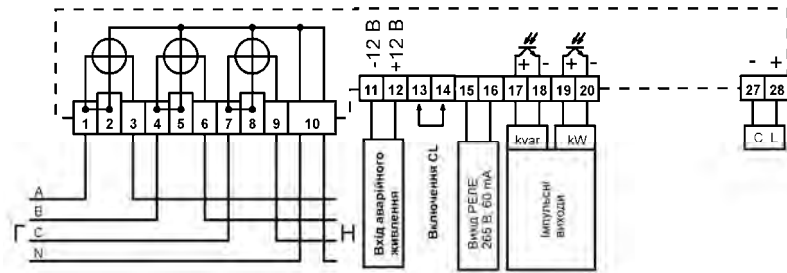 -12 В
+12 В
+ -
+ -
- +
1 2 3 4 5 6 7 8 9 10
11 12 13 14 15 16 17 18 19 20
27 28
kvar
kW
C L
A
B
C
N
Г
Н
Вхід аварійного
живлення
Включення CL
Вихід РЕЛЕ
265 В, 60 mA.
Імпульсні
виходи